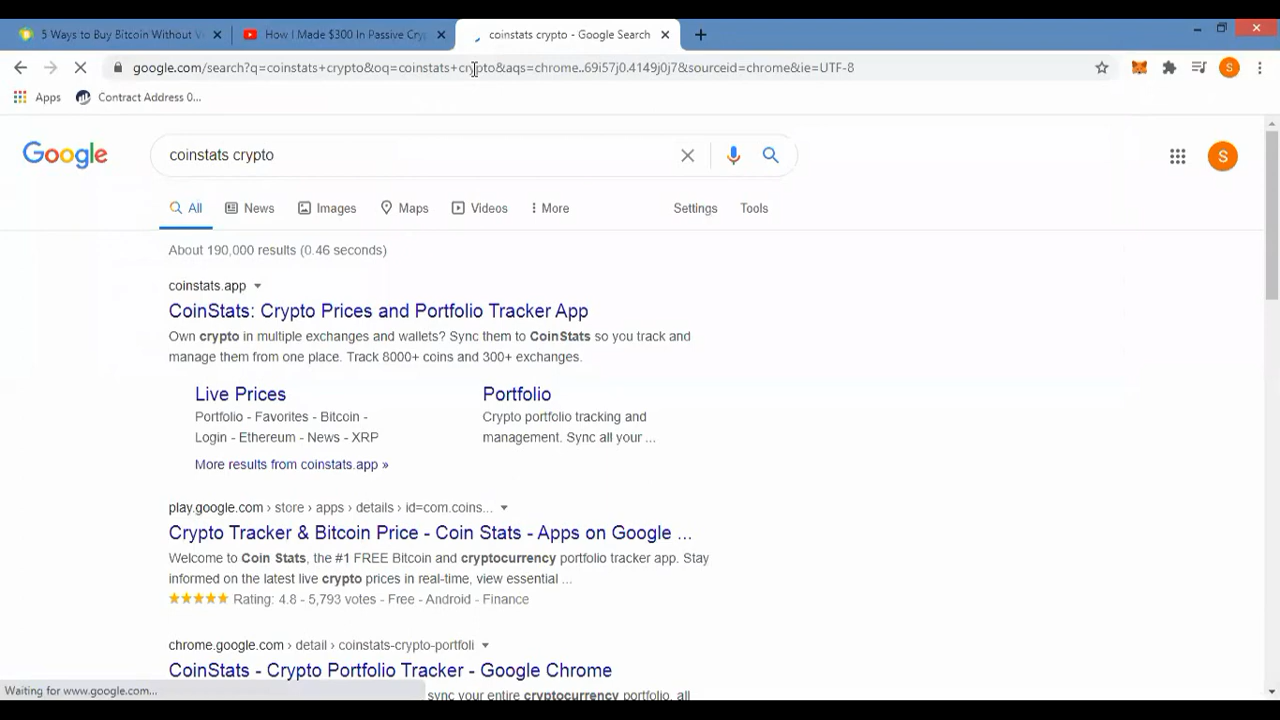 5 Ways to Buy Bitcoin Without V
How I Made $300 In Passive Cryp
coinstats crypto - Google Search
google.com/search?q=coinstats+crypto&oq=coinstats+crypto&aqs=chrome..69i57j0.4149j0j7&sourceid=chrome&ie=UTF-8
S
Apps
Contract Address 0...
Google
coinstats crypto
S
All
News
Images
Maps
Videos
More
Settings
Tools
About 190,000 results (0.46 seconds)
coinstats.app
CoinStats: Crypto Prices and Portfolio Tracker App
Own crypto in multiple exchanges and wallets? Sync them to CoinStats so you track and
manage them from one place. Track 8000+ coins and 300+ exchanges.
Live Prices
Portfolio - Favorites - Bitcoin -
Login - Ethereum - News - XRP
Portfolio
Crypto portfolio tracking and
management. Sync all your ...
More results from coinstats.app »
play.google.com › store › apps › details › id=com.coins...
Crypto Tracker & Bitcoin Price - Coin Stats - Apps on Google ...
Welcome to Coin Stats, the #1 FREE Bitcoin and cryptocurrency portfolio tracker app. Stay
informed on the latest live crypto prices in real-time, view essential ...
Rating: 4.8 - 5,793 votes - Free - Android - Finance
chrome.google.com › detail › coinstats-crypto-portfoli
CoinStats - Crypto Portfolio Tracker - Google Chrome
sync your entire cryptocurrency portfolio, all
Waiting for www.google.com...